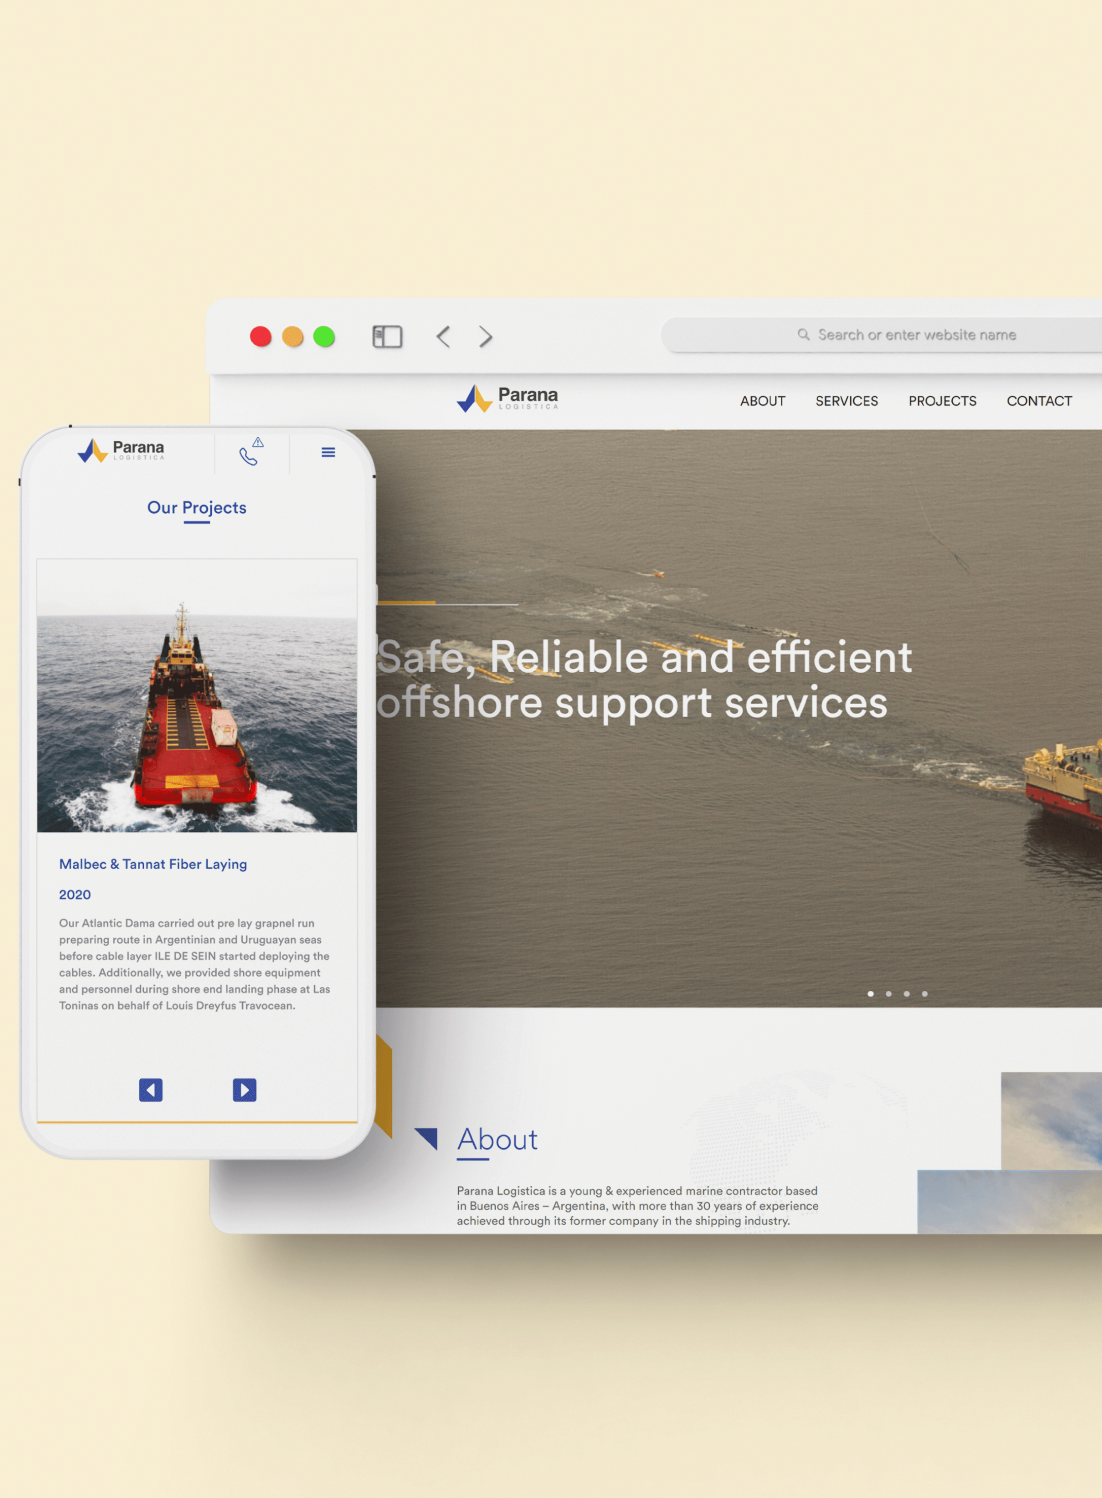 Search or enter website name
Parana
LOGISTICA
ABOUT SERVICES PROJECTS CONTACT
Safe, Reliable and efficient
offshore support services
About
Parana Logistica is a young & experienced marine contractor based
in Buenos Aires – Argentina, with more than 30 years of experience
achieved through its former company in the shipping industry.
Parana
LOGISTICA
Our Projects
Malbec & Tannat Fiber Laying
2020
Our Atlantic Dama carried out pre lay grapnel run
preparing route in Argentinian and Uruguayan seas
before cable layer ILE DE SEIN started deploying the
cables. Additionally, we provided shore equipment
and personnel during shore end landing phase at Las
Toninas on behalf of Louis Dreyfus Travocean.